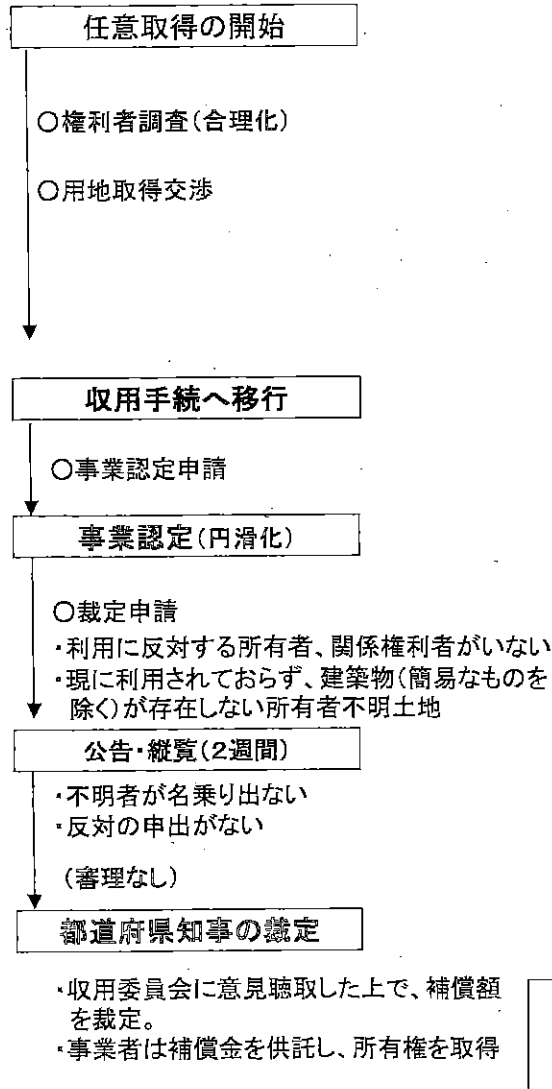 任意取得の開始
○権利者調査(合理化)
○用地取得交渉
収用手続へ移行
○事業認定申請
事業認定(円滑化)
○裁定申請
・利用に反対する所有者、関係権利者がいない
・現に利用されておらず、建築物(簡易なものを
除く)が存在しない所有者不明土地
公告・縦覧(2週間)
・不明者が名乗り出ない
・反対の申出がない
(審理なし)
都道府県知事の裁定
・収用委員会に意見聴取した上で、補償額
を裁定。
・事業者は補償金を供託し、所有権を取得